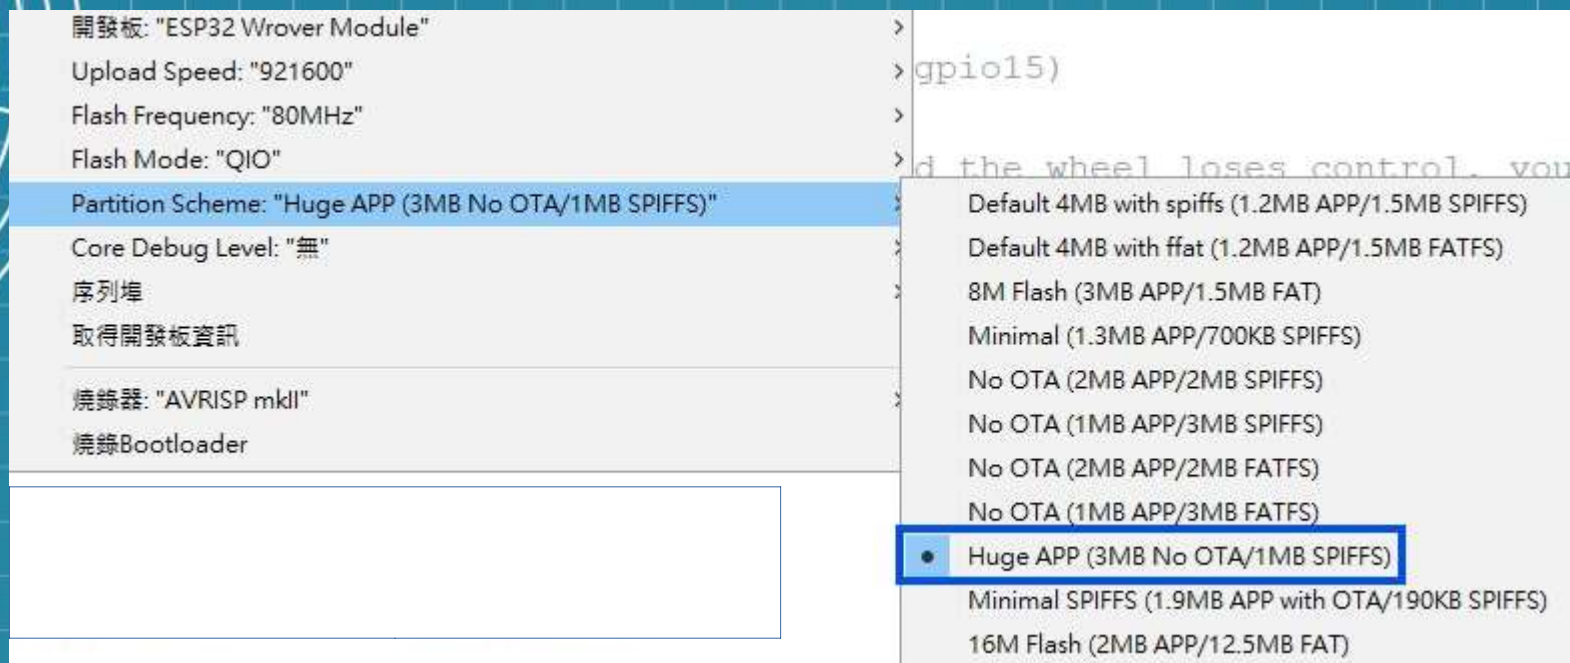 開發板: "ESP32 Wrover Module"
Upload Speed: "921600"
Flash Frequency: "80MHz"
Flash Mode: "QIO"
Partition Scheme: "Huge APP (3MB No OTA/1MB SPIFFS)"
Core Debug Level: "無"
序列埠
取得開發板資訊
燒錄器: "AVRISP mkII"
燒錄Bootloader
gpio15)
d the wheel loses control, you
Default 4MB with spiffs (1.2MB APP/1.5MB SPIFFS)
Default 4MB with ffat (1.2MB APP/1.5MB FATFS)
8M Flash (3MB APP/1.5MB FAT)
Minimal (1.3MB APP/700KB SPIFFS)
No OTA (2MB APP/2MB SPIFFS)
No OTA (1MB APP/3MB SPIFFS)
No OTA (2MB APP/2MB FATFS)
No OTA (1MB APP/3MB FATFS)
Huge APP (3MB No OTA/1MB SPIFFS)
Minimal SPIFFS (1.9MB APP with OTA/190KB SPIFFS)
16M Flash (2MB APP/12.5MB FAT)